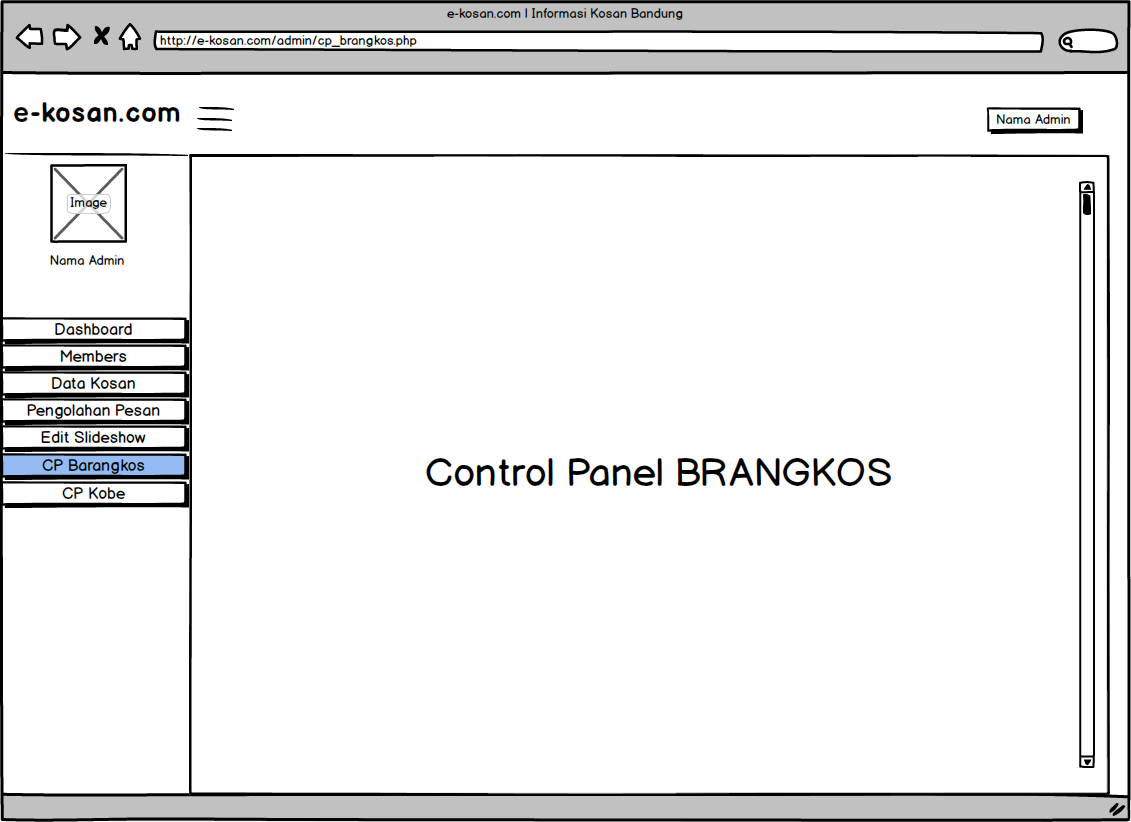 e-kosan.com | Informasi Kosan Bandung
http://e-kosan.com/admin/cp_brangkos.php
e-kosan.com
Nama Admin
Image
Nama Admin
Dashboard
Members
Data Kosan
Pengolahan Pesan
Edit Slideshow
CP Barangkos
CP Kobe
Control Panel BRANGKOS